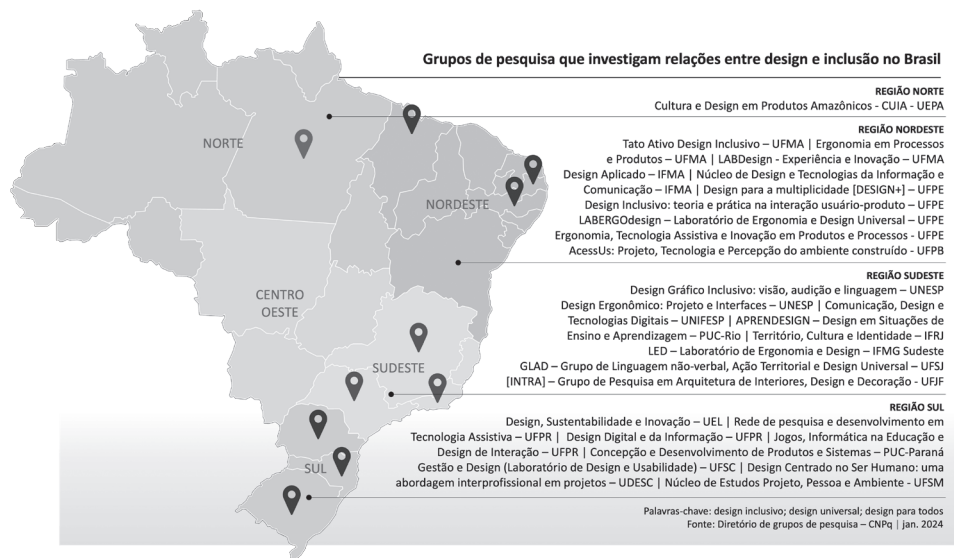 Grupos de pesquisa que investigam relações entre design e inclusão no Brasil
REGIÃO NORTE
Cultura e Design em Produtos Amazônicos - CUIA - UEPA
REGIÃO NORDESTE
Tato Ativo Design Inclusivo – UFMA | Ergonomia em Processos
e Produtos – UFMA | LABDesign - Experiência e Inovação – UFMA
Design Aplicado – IFMA | Núcleo de Design e Tecnologias da Informação e
Comunicação – IFMA | Design para a multiplicidade [DESIGN+] – UFPE
Design Inclusivo: teoria e prática na interação usuário-produto – UFPE
LABERGOdesign – Laboratório de Ergonomia e Design Universal – UFPE
Ergonomia, Tecnologia Assistiva e Inovação em Produtos e Processos - UFPE
AcessUs: Projeto, Tecnologia e Percepção do ambiente construído - UFPB
REGIÃO SUDESTE
Design Gráfico Inclusivo: visão, audição e linguagem – UNESP
Design Ergonômico: Projeto e Interfaces – UNESP | Comunicação, Design e
Tecnologias Digitais – UNIFESP | APRENDESIGN – Design em Situações de
Ensino e Aprendizagem – PUC-Rio | Território, Cultura e Identidade – IFRJ
LED – Laboratório de Ergonomia e Design – IFMG Sudeste
GLAD – Grupo de Linguagem não-verbal, Ação Territorial e Design Universal – UFSJ
[INTRA] – Grupo de Pesquisa em Arquitetura de Interiores, Design e Decoração - UFJF
REGIÃO SUL
Design, Sustentabilidade e Inovação – UEL | Rede de pesquisa e desenvolvimento em
Tecnologia Assistiva – UFPR | Design Digital e da Informação – UFPR | Jogos, Informática na Educação e
Design de Interação – UFPR | Concepção e Desenvolvimento de Produtos e Sistemas – PUC-Paraná
Gestão e Design (Laboratório de Design e Usabilidade) – UFSC | Design Centrado no Ser Humano: uma
abordagem interprofissional em projetos – UDESC | Núcleo de Estudos Projeto, Pessoa e Ambiente - UFSM
Palavras-chave: design inclusivo; design universal; design para todos
Fonte: Diretório de grupos de pesquisa – CNPq | jan. 2024
NORTE
NORDESTE
CENTRO
OESTE
SUDESTE
SUL